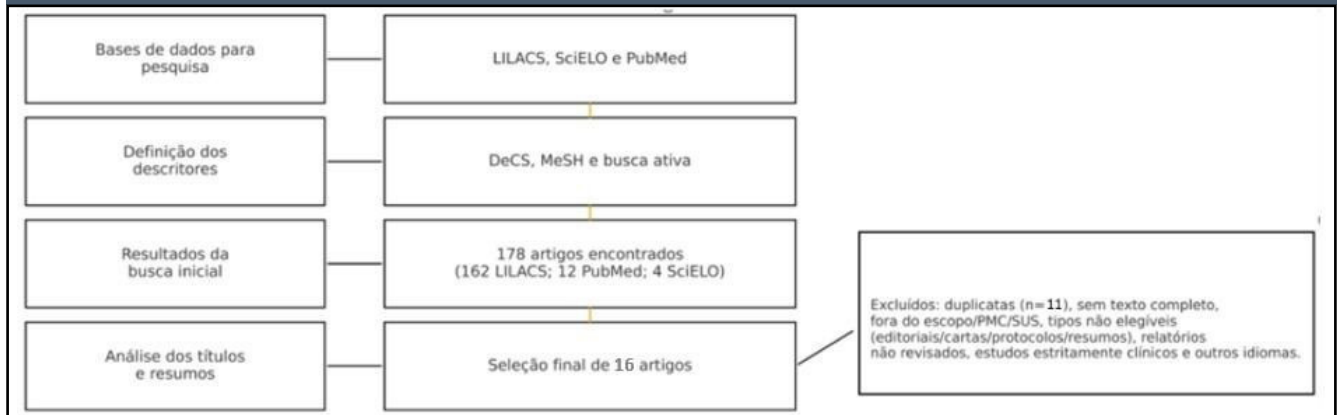 Bases de dados para
pesquisa
LILACS, SciELO e PubMed
Definição dos
descritores
DeCS, MeSH e busca ativa
Resultados da
busca inicial
178 artigos encontrados
(162 LILACS; 12 PubMed; 4 SciELO)
Análise dos títulos
e resumos
Seleção final de 16 artigos
Excluídos: duplicatas (n=11), sem texto completo,
fora do escopo/PMC/SUS, tipos não elegíveis
(editoriais/cartas/protocolos/resumos), relatórios
não revisados, estudos estritamente clínicos e outros idiomas.